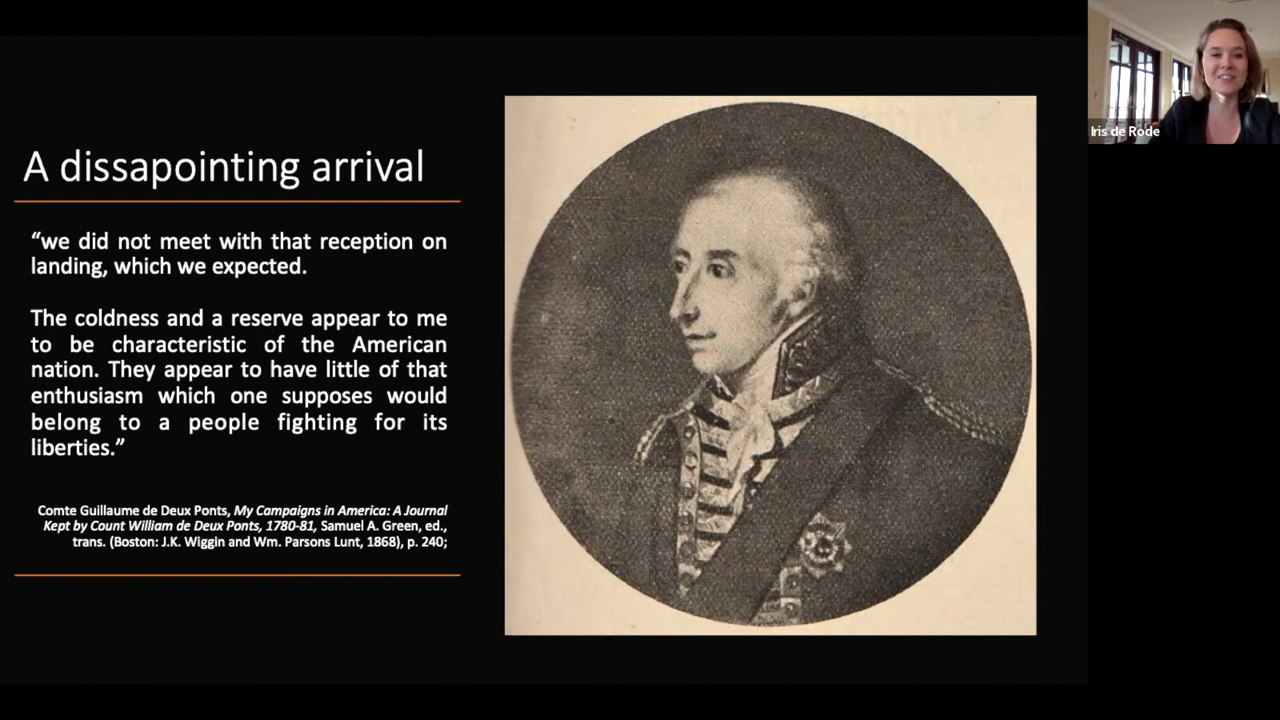 A dissapointing arrival
“we did not meet with that reception on
landing, which we expected.
The coldness and a reserve appear to me
to be characteristic of the American
nation. They appear to have little of that
enthusiasm which one supposes would
belong to a people fighting for its
liberties.”
Comte Guillaume de Deux Ponts, My Campaigns in America: A Journal
Kept by Count William de Deux Ponts, 1780-81, Samuel A. Green, ed.,
trans. (Boston: J.K. Wiggin and Wm. Parsons Lunt, 1868), p. 240;
Iris de Rode